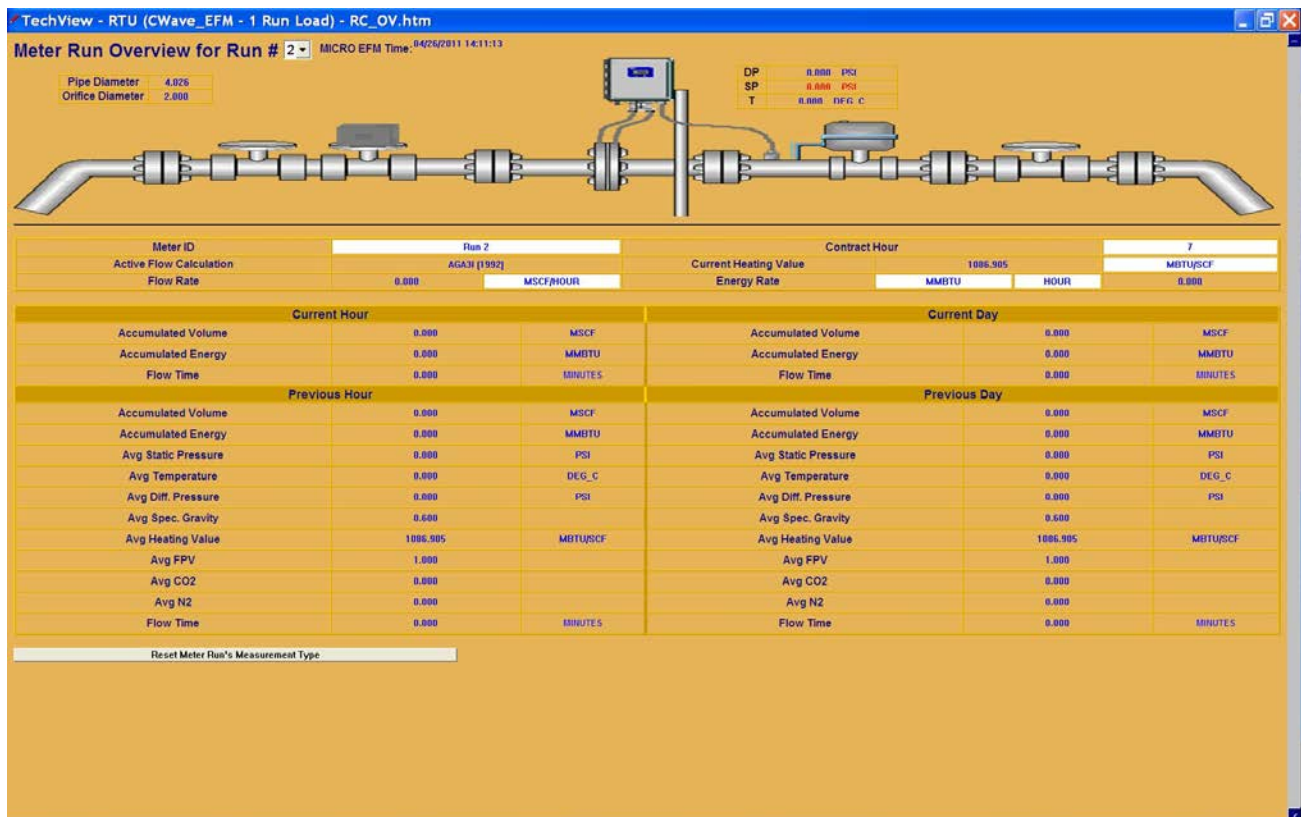 TechView - RTU (CWave_EFM - 1 Run Load) - RC_OV.htm
Meter Run Overview for Run # 2 MICRO EFM Time: 04/26/2011 14:11:13
Pipe Diameter 4.026
Orifice Diameter 2.000
DP 0.000 PSI
SP 0.000 PSI
T 0.000 DEG_C
Meter ID Run 2 Contract Hour 7
Active Flow Calculation AGA3I [1992] Current Heating Value 1086.905 MBTU/SCF
Flow Rate 0.000 MSCF/HOUR Energy Rate MMBTU HOUR 0.000
Current Hour Current Day
Accumulated Volume 0.000 MSCF Accumulated Volume 0.000 MSCF
Accumulated Energy 0.000 MMBTU Accumulated Energy 0.000 MMBTU
Flow Time 0.000 MINUTES Flow Time 0.000 MINUTES
Previous Hour Previous Day
Accumulated Volume 0.000 MSCF Accumulated Volume 0.000 MSCF
Accumulated Energy 0.000 MMBTU Accumulated Energy 0.000 MMBTU
Avg Static Pressure 0.000 PSI Avg Static Pressure 0.000 PSI
Avg Temperature 0.000 DEG_C Avg Temperature 0.000 DEG_C
Avg Diff. Pressure 0.000 PSI Avg Diff. Pressure 0.000 PSI
Avg Spec. Gravity 0.600 Avg Spec. Gravity 0.600
Avg Heating Value 1086.905 MBTU/SCF Avg Heating Value 1086.905 MBTU/SCF
Avg FPV 1.000 Avg FPV 1.000
Avg CO2 0.000 Avg CO2 0.000
Avg N2 0.000 Avg N2 0.000
Flow Time 0.000 MINUTES Flow Time 0.000 MINUTES
Reset Meter Run's Measurement Type